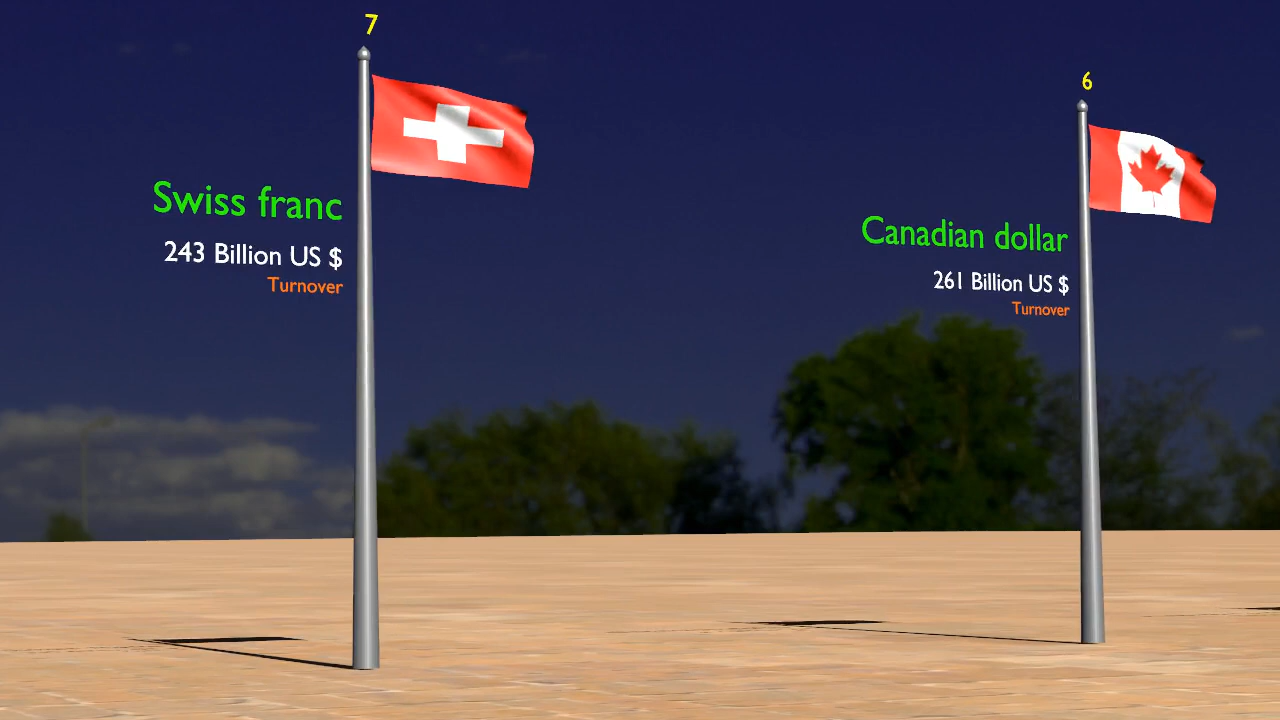 7
Swiss franc
243 Billion US $
Turnover
6
Canadian dollar
261 Billion US $
Turnover